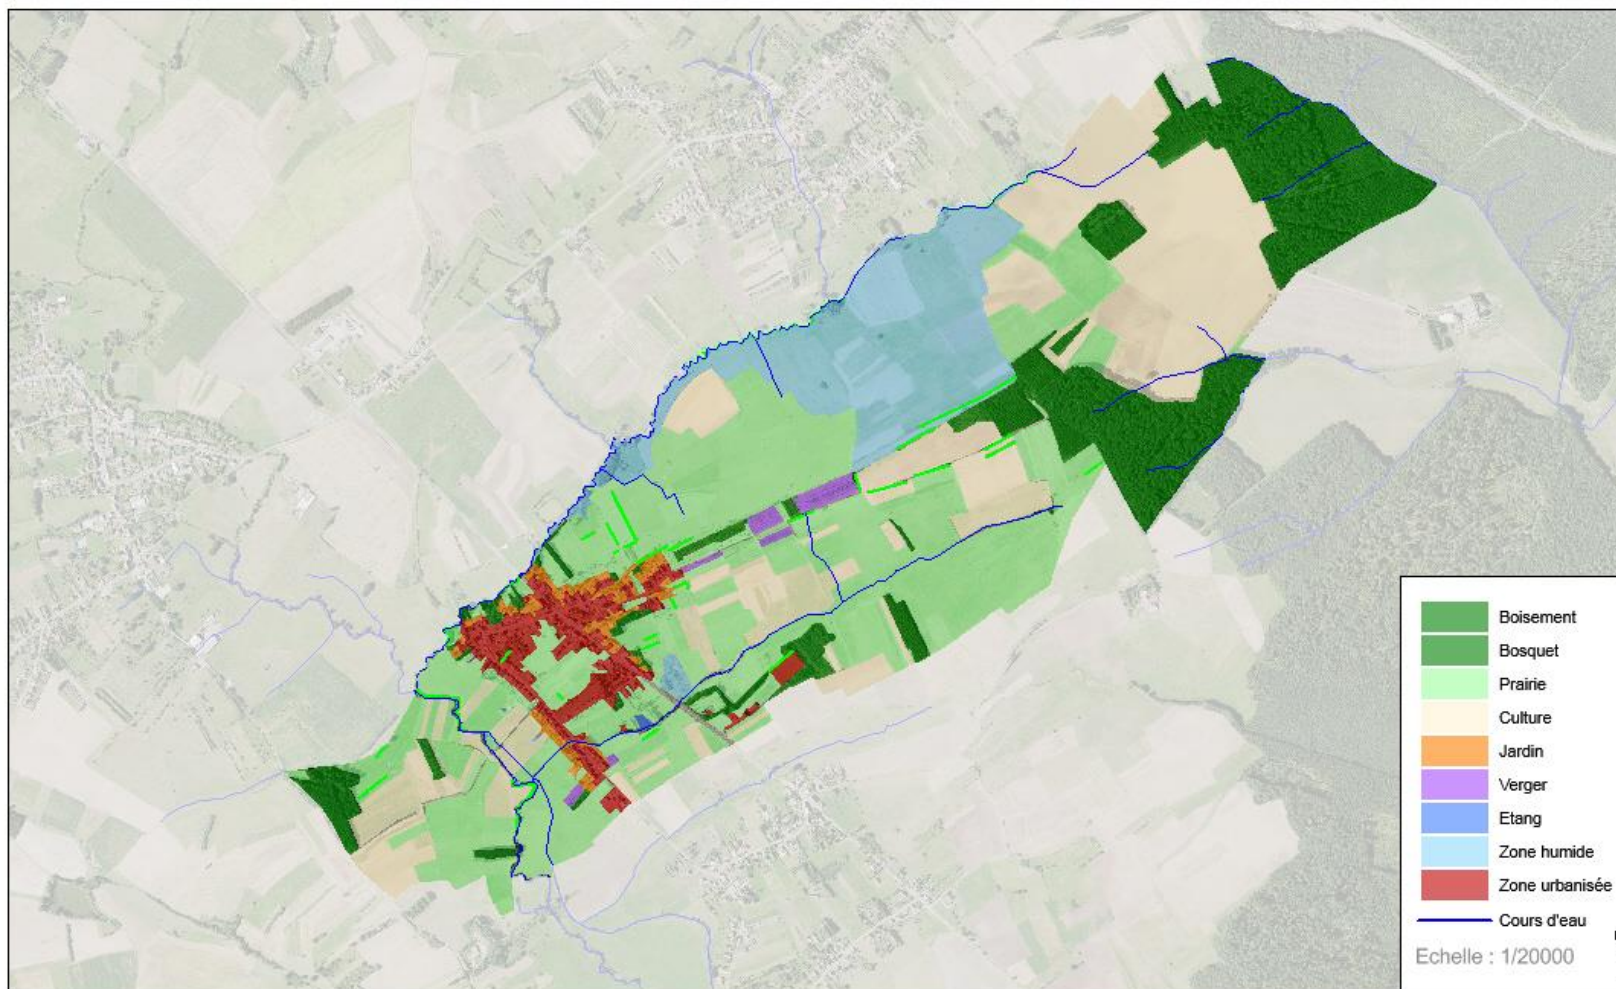 Boisement
Bosquet
Prairie
Culture
Jardin
Verger
Etang
Zone humide
Zone urbanisée
Cours d'eau
Echelle : 1/20000